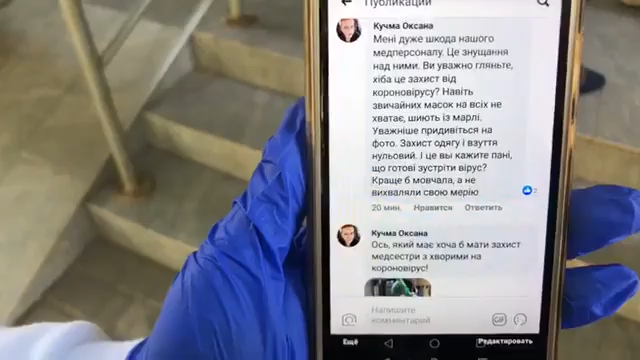 Публикации
Кучма Оксана
Мені дуже шкода нашого
медперсоналу. Це знущання
над ними. Ви уважно гляньте,
хіба це захист від
короновірусу? Навіть
звичайних масок на всіх не
хватає, шиють із марлі.
Уважніше придивіться на
фото. Захист одягу і взуття
нульовий. І це ви кажите пані,
що готові зустріти вірус?
Краще б мовчала, а не
вихваляли свою мерію
2
20 мин. Нравится Ответить
Кучма Оксана
Ось, який має хоча б мати захист
медсестри з хворими на
короновірус!
Напишите
комментарий
GIF
Ещё
Редактировать